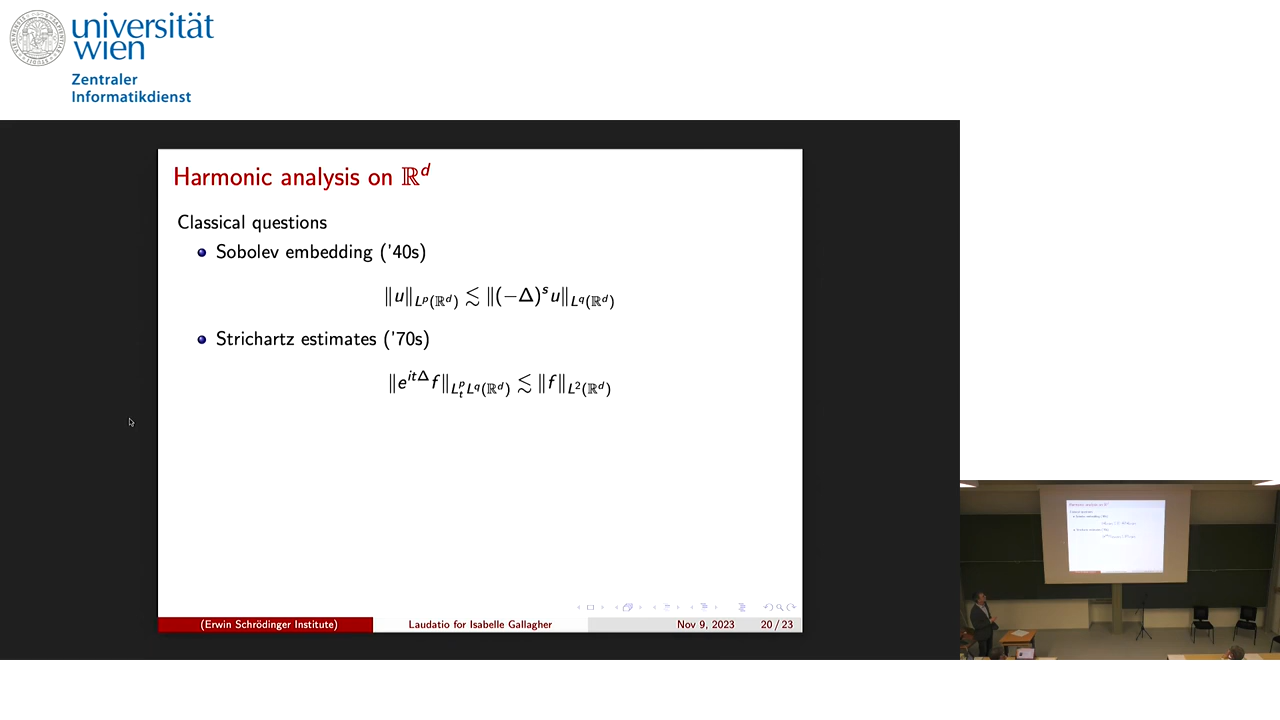 universität
wien
Zentraler
Informatikdienst
Harmonic analysis on ℝᵈ
Classical questions
Sobolev embedding ('40s)
‖u‖_{L^p(ℝ^d)} ≲ ‖(−Δ)^s u‖_{L^q(ℝ^d)}
Strichartz estimates ('70s)
‖e^{itΔ} f‖_{L^p_t L^q(ℝ^d)} ≲ ‖f‖_{L^2(ℝ^d)}
(Erwin Schrödinger Institute) Laudatio for Isabelle Gallagher Nov 9, 2023 20 / 23